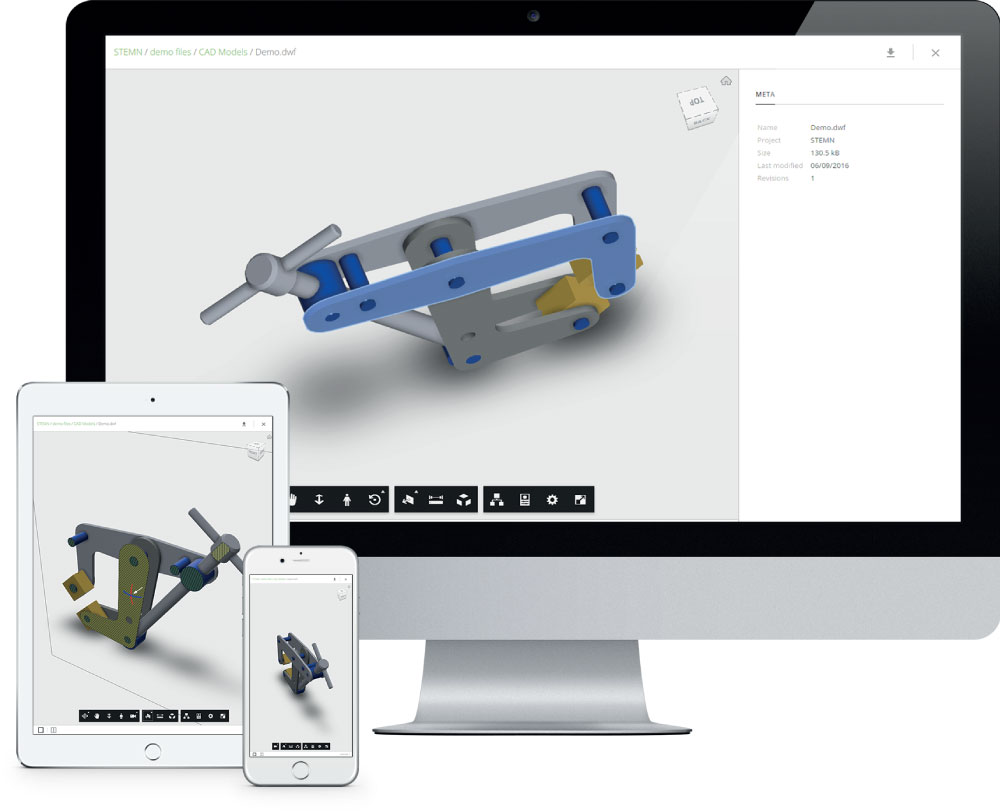 STEMN / demo files / CAD Models / Demo.dwf
TOP
BACK
META
Name Demo.dwf
Project STEMN
Size 130.5 kB
Last modified 06/09/2016
Revisions 1
STEMN / demo files / CAD Models / Demo.dwf